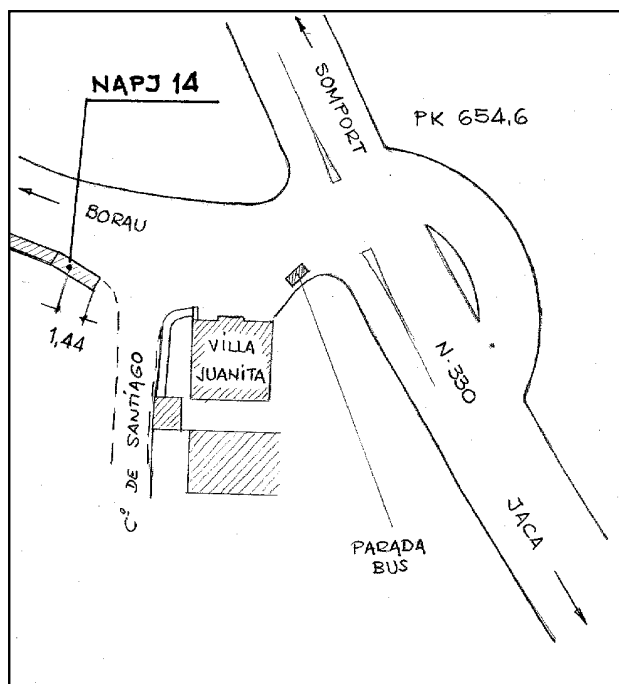 NAPJ 14
SOMPORT
PK 654,6
BORAU
1,44
VILLA
JUANITA
Cº DE SANTIAGO
N-330
PARADA
BUS
JACA